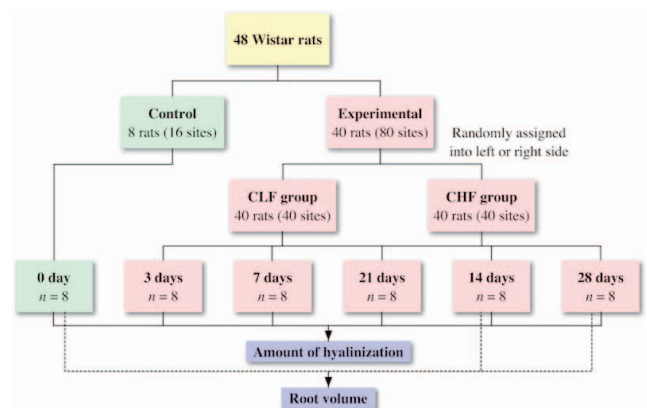 48 Wistar rats
Control
8 rats (16 sites)
Experimental
40 rats (80 sites)
Randomly assigned
into left or right side
CLF group
40 rats (40 sites)
CHF group
40 rats (40 sites)
0 day
n = 8
3 days
n = 8
7 days
n = 8
21 days
n = 8
14 days
n = 8
28 days
n = 8
Amount of hyalinization
Root volume